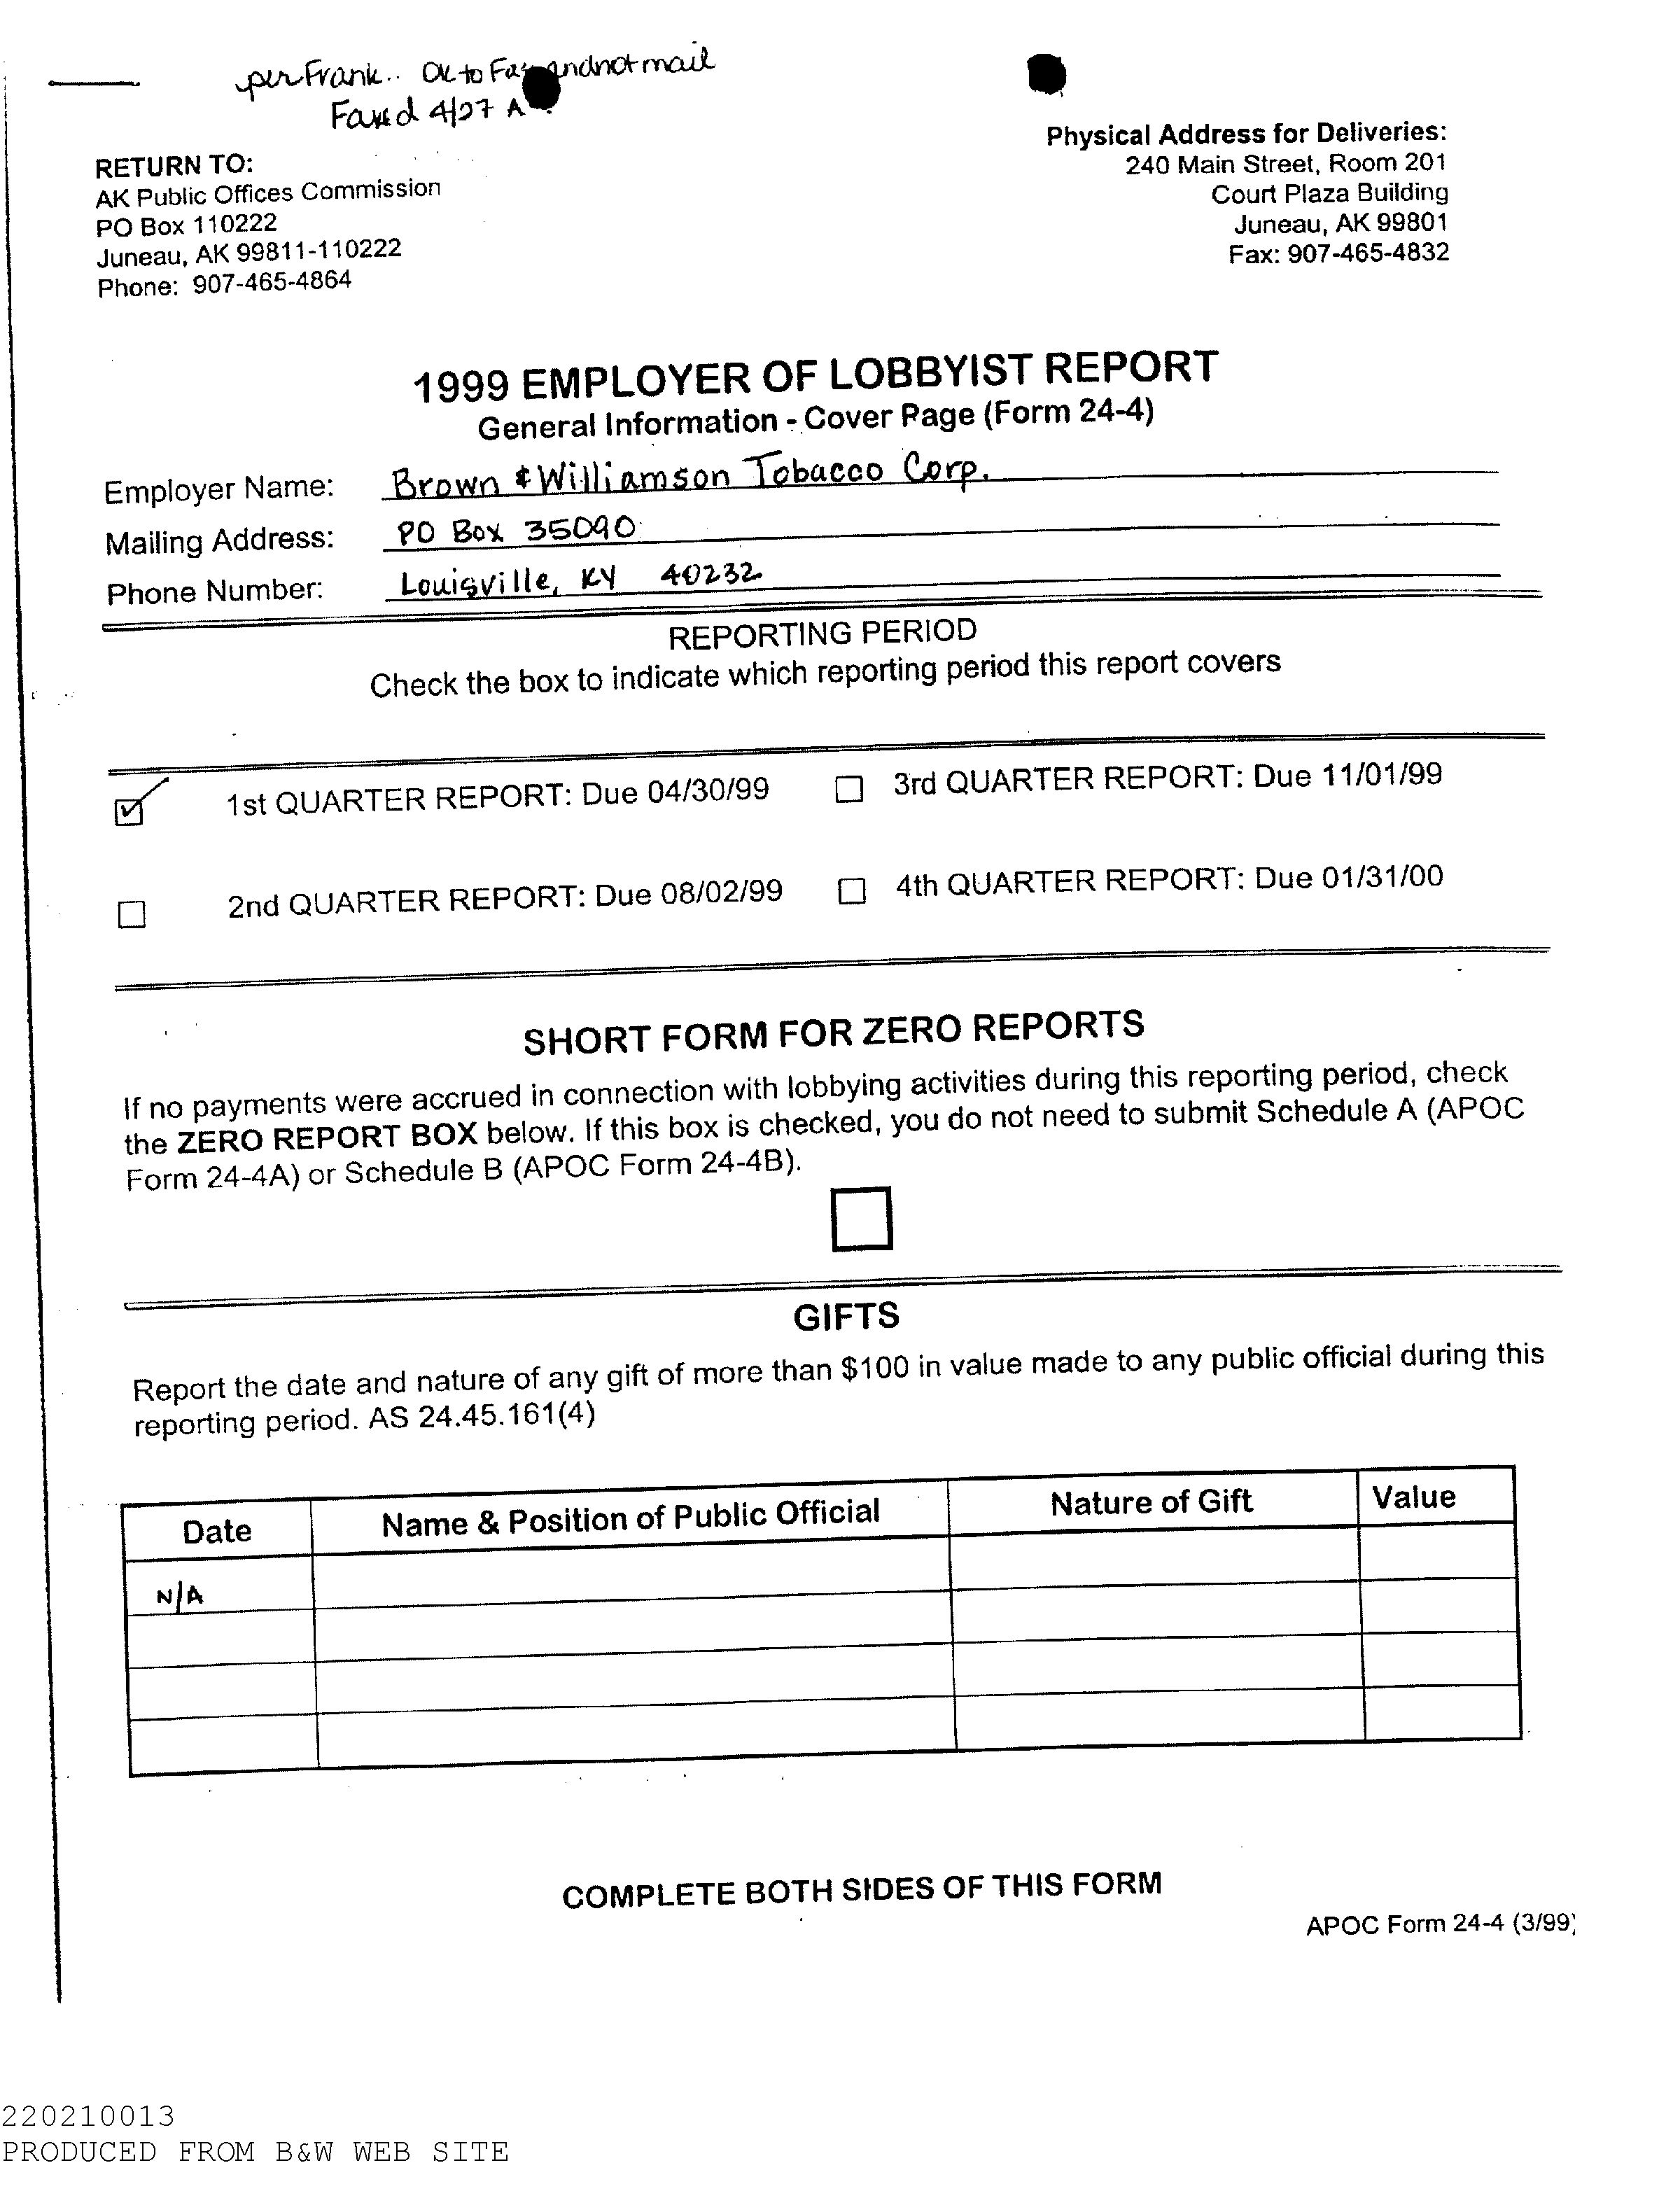 per Frank.. OK to Fax and not mail
Faxed 4/27 A
RETURN TO:
AK Public Offices Commission
PO Box 110222
Juneau, AK 99811-110222
Phone: 907-465-4864
Physical Address for Deliveries:
240 Main Street, Room 201
Court Plaza Building
Juneau, AK 99801
Fax: 907-465-4832
1999 EMPLOYER OF LOBBYIST REPORT
General Information - Cover Page (Form 24-4)
Employer Name: Brown & Williamson Tobacco Corp.
Mailing Address: PO Box 35090
Phone Number: Louisville, KY 40232
REPORTING PERIOD
Check the box to indicate which reporting period this report covers
1st QUARTER REPORT: Due 04/30/99 3rd QUARTER REPORT: Due 11/01/99
2nd QUARTER REPORT: Due 08/02/99 4th QUARTER REPORT: Due 01/31/00
SHORT FORM FOR ZERO REPORTS
If no payments were accrued in connection with lobbying activities during this reporting period, check
the ZERO REPORT BOX below. If this box is checked, you do not need to submit Schedule A (APOC
Form 24-4A) or Schedule B (APOC Form 24-4B).
GIFTS
Report the date and nature of any gift of more than $100 in value made to any public official during this
reporting period. AS 24.45.161(4)
Date Name & Position of Public Official Nature of Gift Value
N/A
COMPLETE BOTH SIDES OF THIS FORM
APOC Form 24-4 (3/99)
220210013
PRODUCED FROM B&W WEB SITE